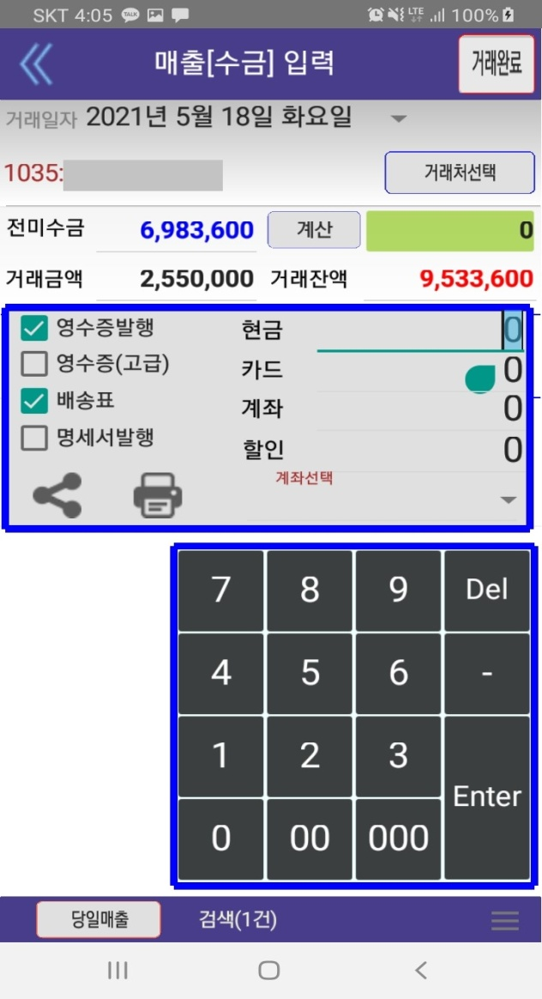 SKT 4:05 TALK LTE 100%
매출[수금] 입력 거래완료
거래일자 2021년 5월 18일 화요일
1035: 거래처선택
전미수금 6,983,600 계산 0
거래금액 2,550,000 거래잔액 9,533,600
영수증발행 현금 0
영수증(고급) 카드 0
배송표 계좌 0
명세서발행 할인 0
계좌선택
7 8 9 Del
4 5 6 -
1 2 3
Enter
0 00 000
당일매출 검색(1건)